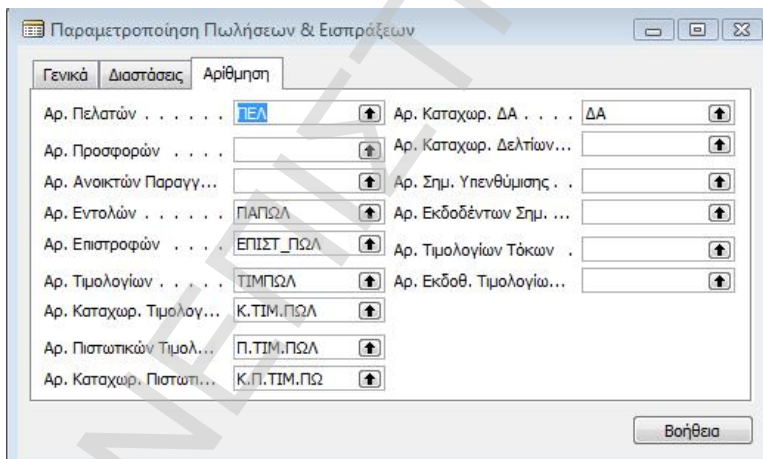 Παραμετροποίηση Πωλήσεων & Εισπράξεων
Γενικά Διαστάσεις Αρίθμηση
Αρ. Πελατών . . . . . . ΠΕΛ
Αρ. Προσφορών . . . .
Αρ. Ανοικτών Παραγγ...
Αρ. Εντολών . . . . . . ΠΑΠΩΛ
Αρ. Επιστροφών . . . . ΕΠΙΣΤ_ΠΩΛ
Αρ. Τιμολογίων . . . . . ΤΙΜΠΩΛ
Αρ. Καταχωρ. Τιμολογ... Κ.ΤΙΜ.ΠΩΛ
Αρ. Πιστωτικών Τιμολ... Π.ΤΙΜ.ΠΩΛ
Αρ. Καταχωρ. Πιστωτι... Κ.Π.ΤΙΜ.ΠΩ
Αρ. Καταχωρ. ΔΑ . . . . ΔΑ
Αρ. Καταχωρ. Δελτίων...
Αρ. Σημ. Υπενθύμισης . .
Αρ. Εκδοδέντων Σημ. ...
Αρ. Τιμολογίων Τόκων .
Αρ. Εκδοθ. Τιμολογίω...
Βοήθεια